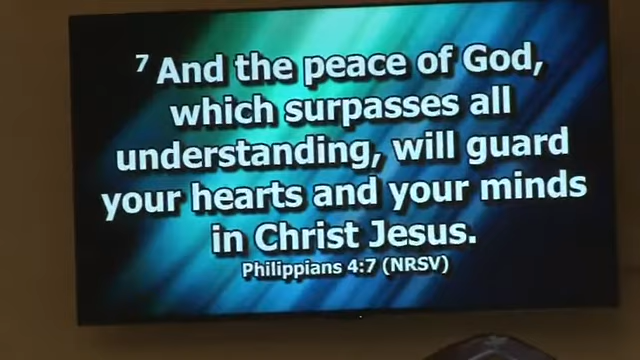 7 And the peace of God,
which surpasses all
understanding, will guard
your hearts and your minds
in Christ Jesus.
Philippians 4:7 (NRSV)